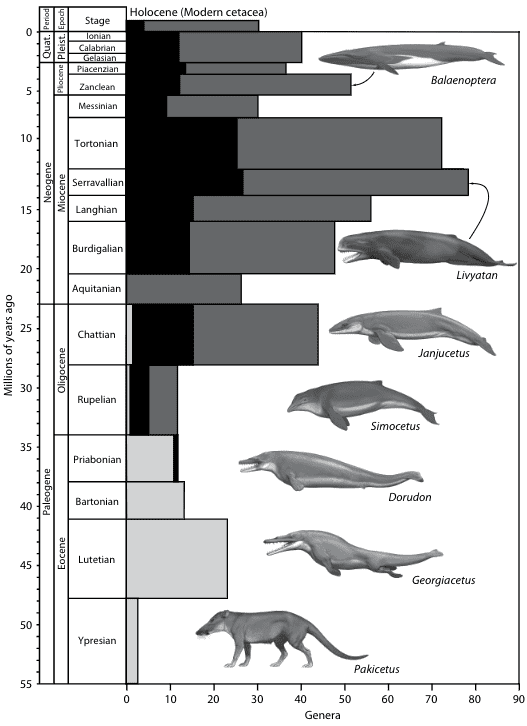 Period
Epoch
Stage
Holocene (Modern cetacea)
Quat.
Pleist.
Ionian
Calabrian
Gelasian
Pliocene
Piacenzian
Zanclean
Neogene
Miocene
Messinian
Tortonian
Serravallian
Langhian
Burdigalian
Aquitanian
Paleogene
Oligocene
Chattian
Rupelian
Eocene
Priabonian
Bartonian
Lutetian
Ypresian
Balaenoptera
Livyatan
Janjucetus
Simocetus
Dorudon
Georgiacetus
Pakicetus
Millions of years ago
0
5
10
15
20
25
30
35
40
45
50
55
0 10 20 30 40 50 60 70 80 90
Genera